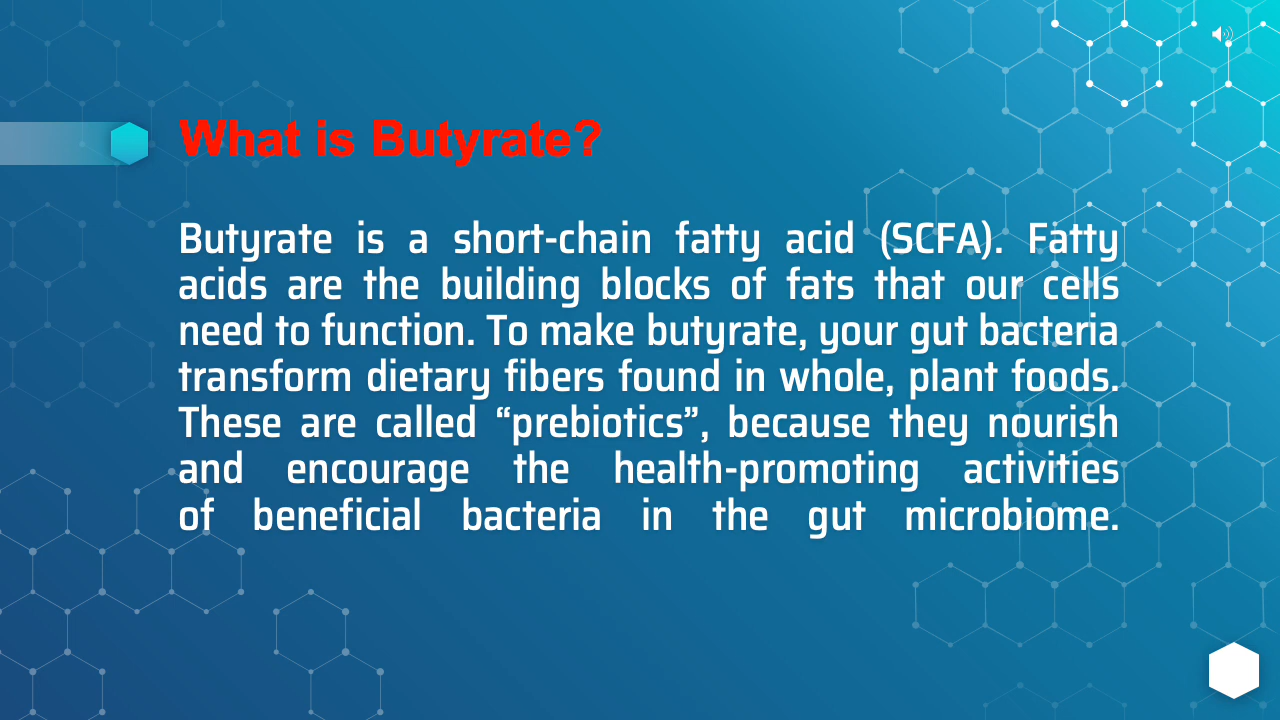 What is Butyrate?
Butyrate is a short-chain fatty acid (SCFA). Fatty
acids are the building blocks of fats that our cells
need to function. To make butyrate, your gut bacteria
transform dietary fibers found in whole, plant foods.
These are called “prebiotics”, because they nourish
and encourage the health-promoting activities
of beneficial bacteria in the gut microbiome.